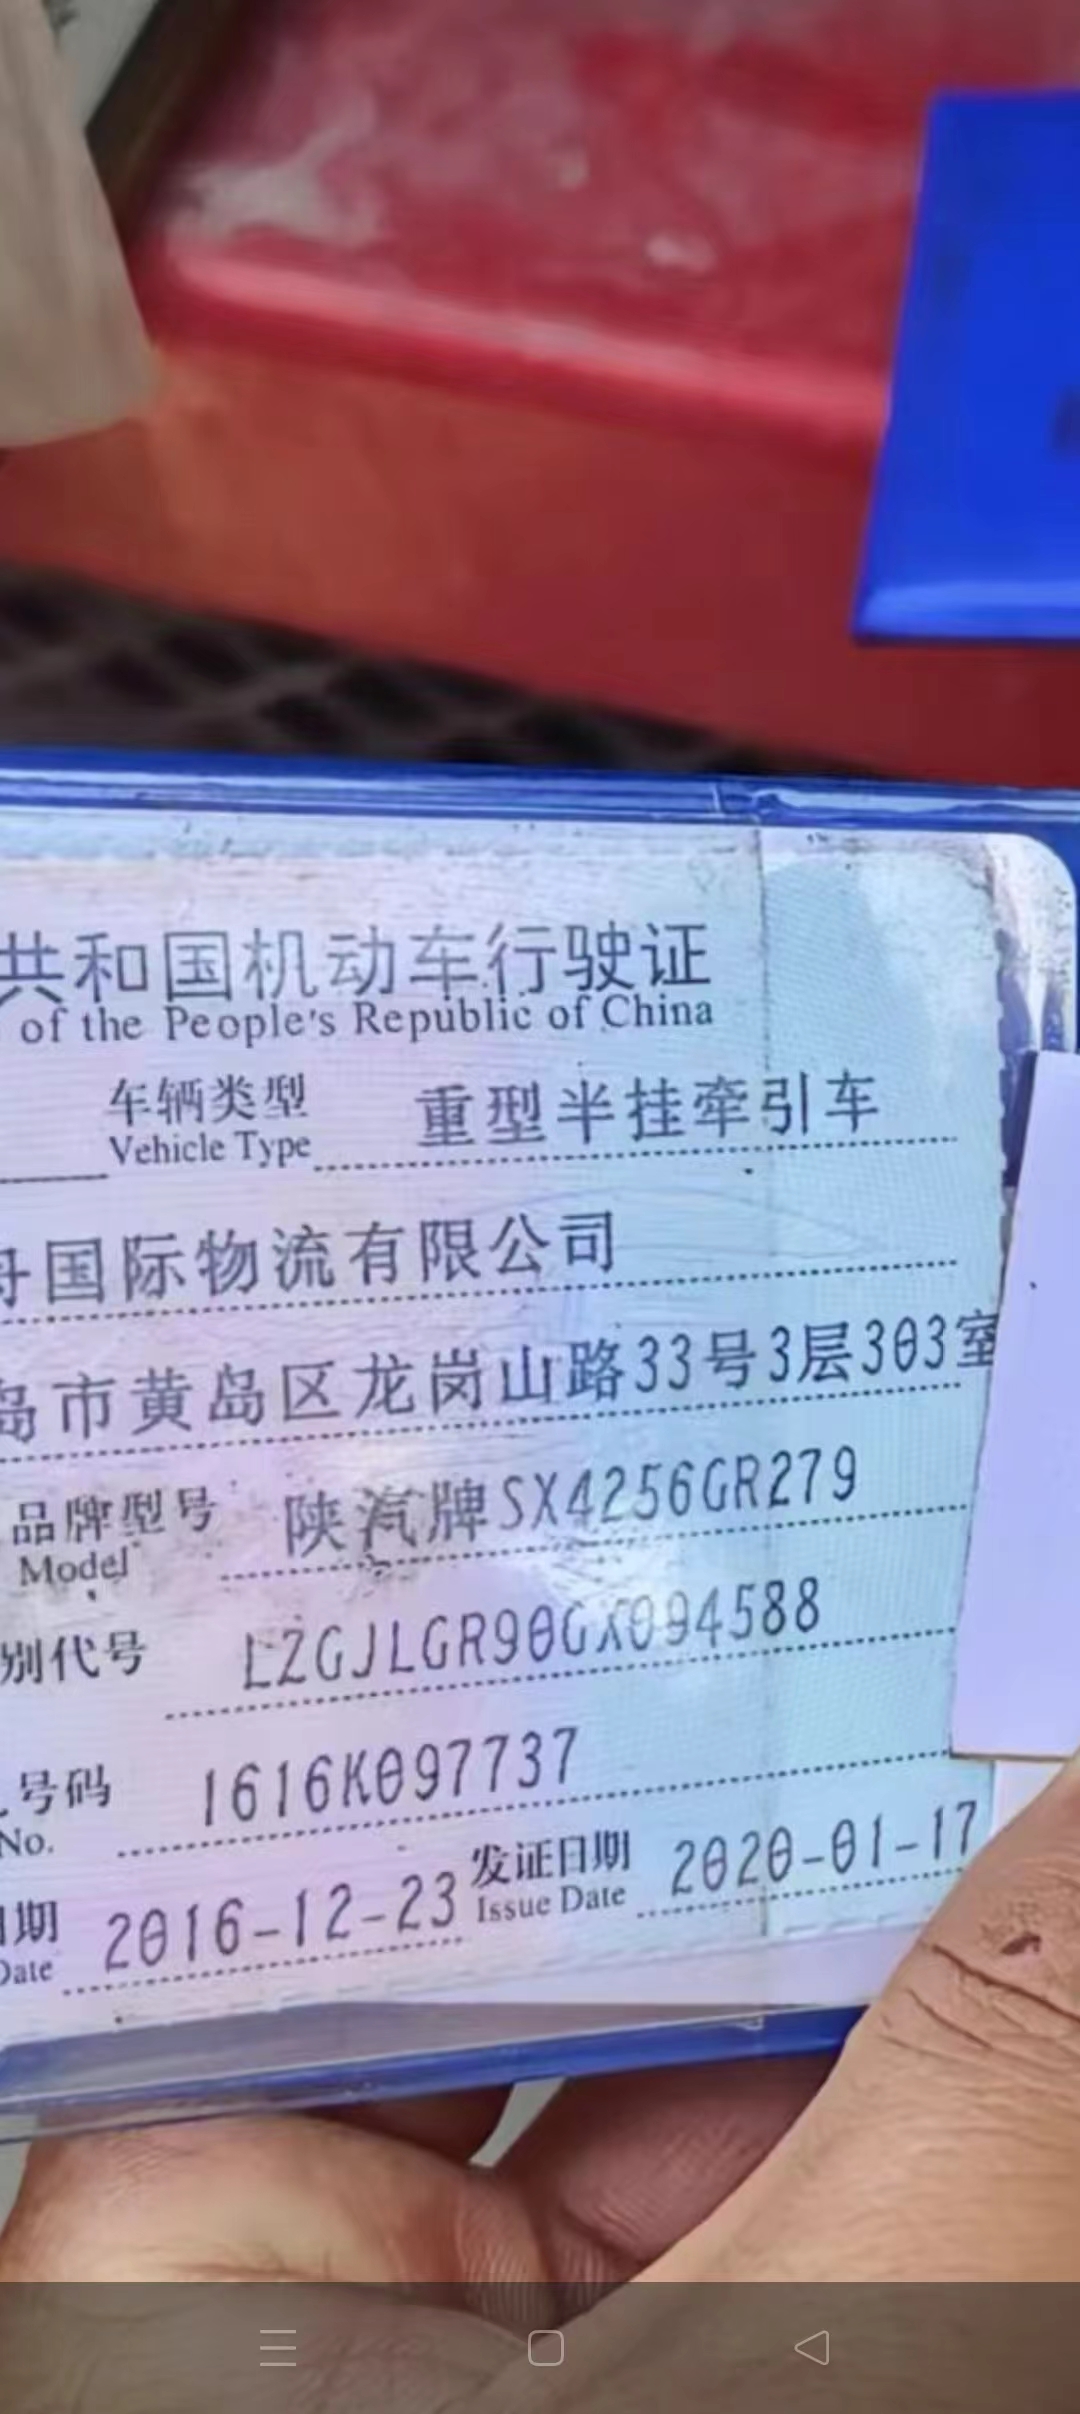 共和国机动车行驶证
of the People's Republic of China
车辆类型 重型半挂牵引车
Vehicle Type
舟国际物流有限公司
岛市黄岛区龙岗山路33号3层303室
品牌型号 陕汽牌SX4256GR279
Model
别代号 LZGJLGR90GX094588
号码 1616K097737
No.
期 2016-12-23 发证日期 2020-01-17
Date Issue Date